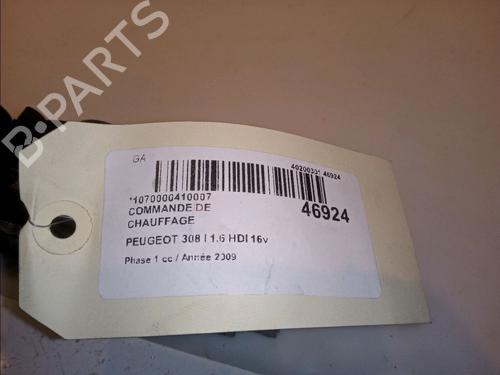 B-PARTS
GA
40200331 46924
*1070000410007
46924
COMMANDE DE
CHAUFFAGE
PEUGEOT 308 I 1.6 HDI 16v
Phase 1 cc / Année 2009